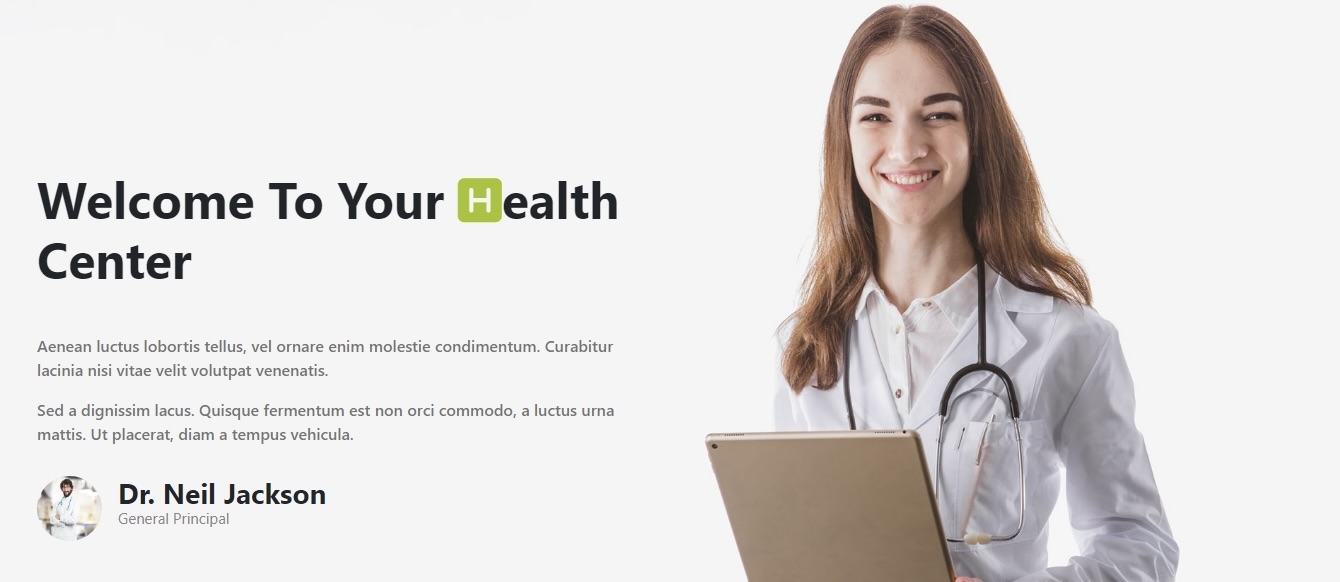 Welcome To Your Health
Center
Aenean luctus lobortis tellus, vel ornare enim molestie condimentum. Curabitur
lacinia nisi vitae velit volutpat venenatis.
Sed a dignissim lacus. Quisque fermentum est non orci commodo, a luctus urna
mattis. Ut placerat, diam a tempus vehicula.
Dr. Neil Jackson
General Principal